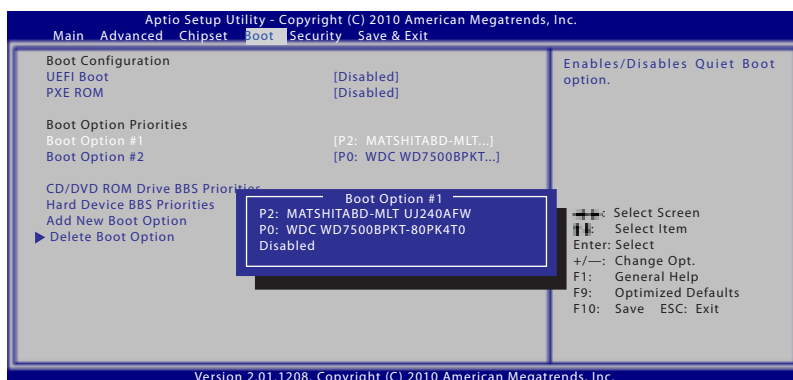 Aptio Setup Utility - Copyright (C) 2010 American Megatrends, Inc.
Main Advanced Chipset Boot Security Save & Exit
Boot Configuration
UEFI Boot [Disabled]
PXE ROM [Disabled]
Boot Option Priorities
Boot Option #1 [P2: MATSHITABD-MLT...]
Boot Option #2 [P0: WDC WD7500BPKT...]
CD/DVD ROM Drive BBS Priorities
Hard Device BBS Priorities
Add New Boot Option
Delete Boot Option
Boot Option #1
P2: MATSHITABD-MLT UJ240AFW
P0: WDC WD7500BPKT-80PK4T0
Disabled
Enables/Disables Quiet Boot
option.
: Select Screen
: Select Item
Enter: Select
+/—: Change Opt.
F1: General Help
F9: Optimized Defaults
F10: Save ESC: Exit
Version 2.01.1208. Copyright (C) 2010 American Megatrends, Inc.